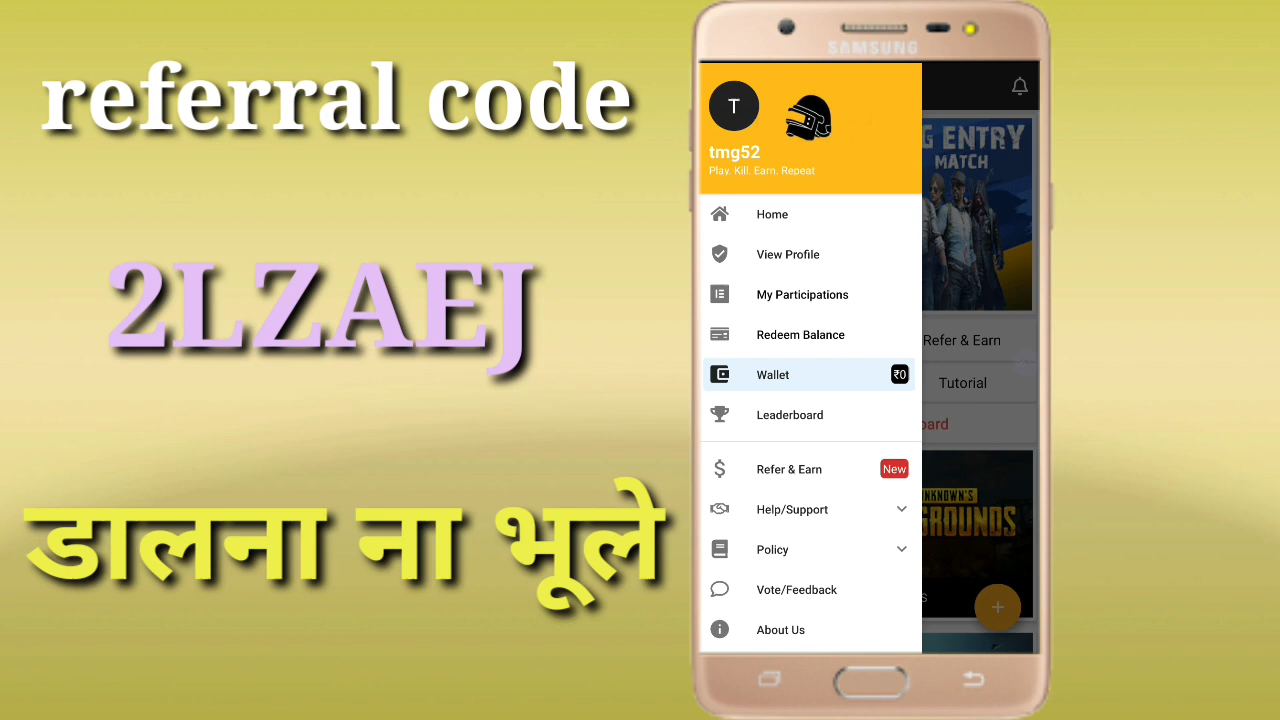 referral code
2LZAEJ
डालना ना भूले
SAMSUNG
T
tmg52
Play. Kill. Earn. Repeat
Home
View Profile
My Participations
Redeem Balance
Wallet ₹0
Leaderboard
Refer & Earn New
Help/Support
Policy
Vote/Feedback
About Us
G ENTRY
MATCH
Refer & Earn
Tutorial
oard
NKNOWN'S
GROUNDS
S
+